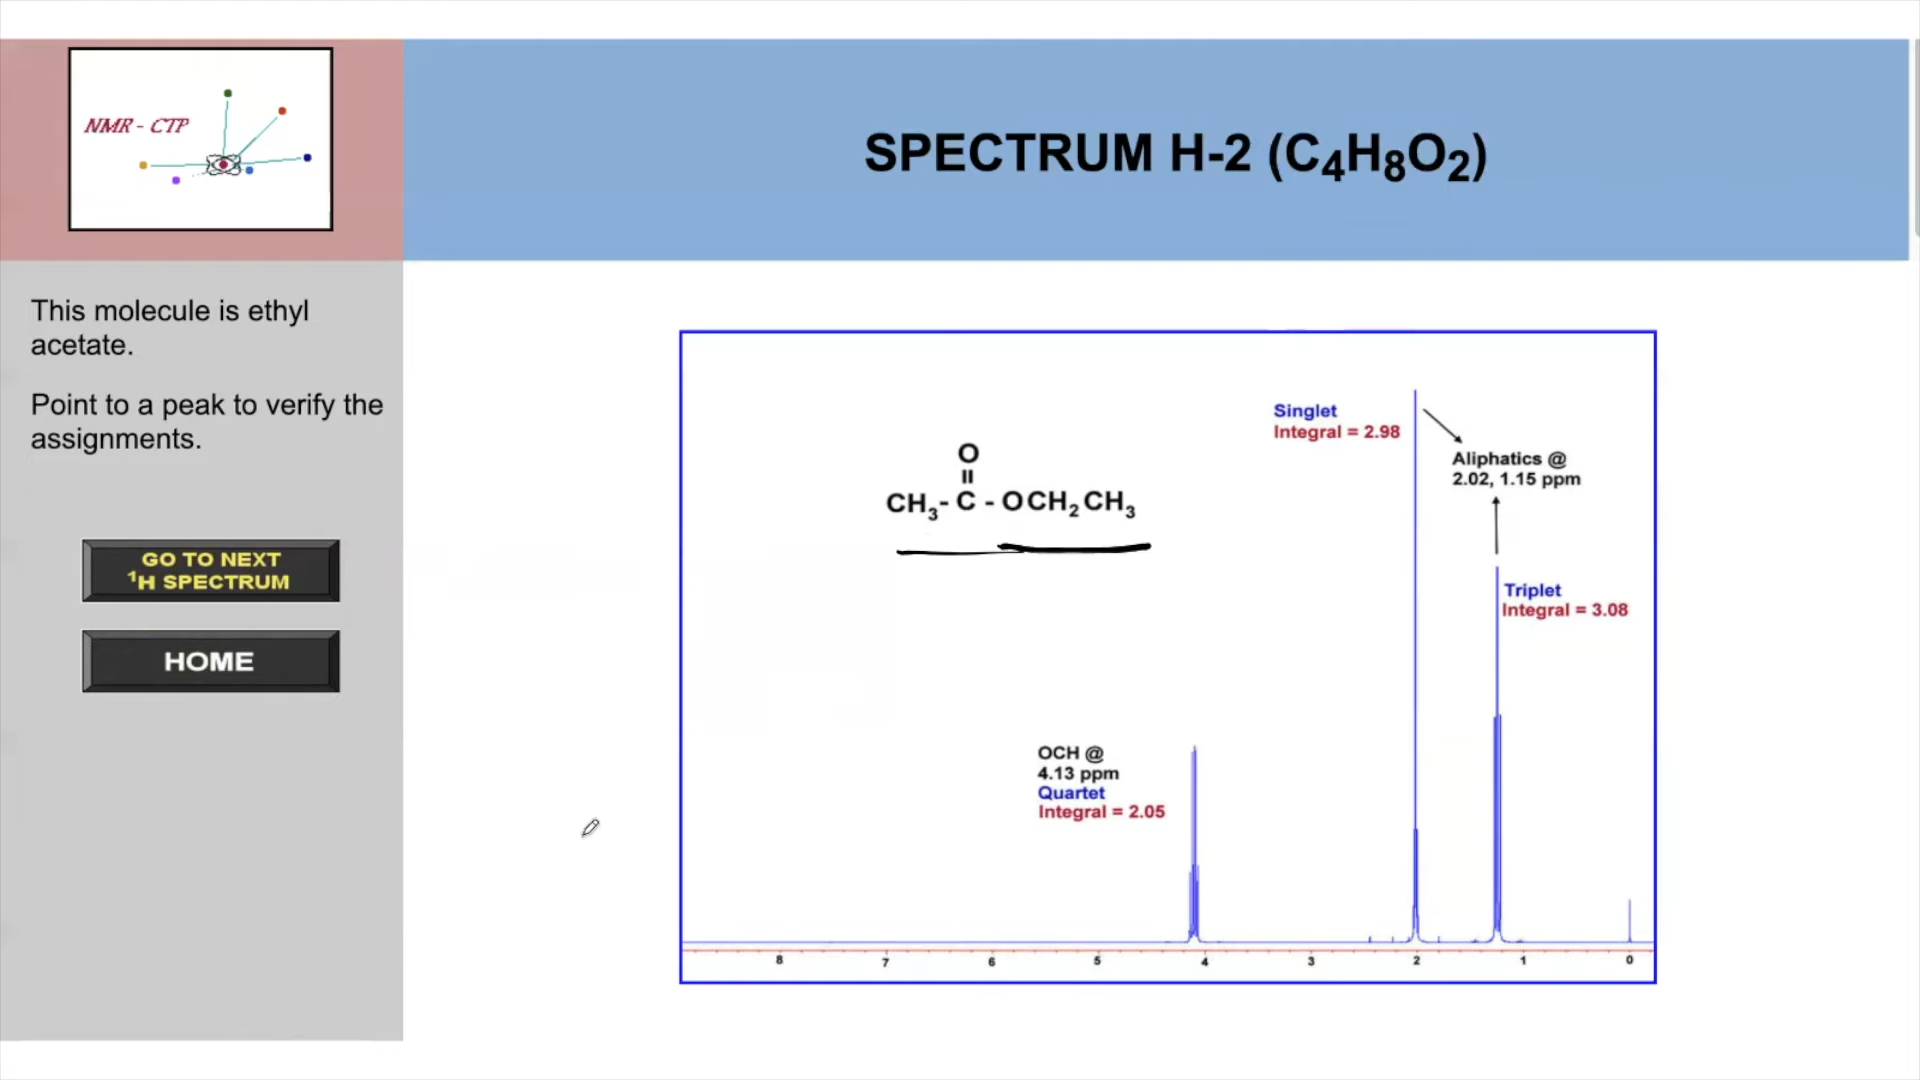 NMR - CTP
SPECTRUM H-2 (C₄H₈O₂)
This molecule is ethyl
acetate.
Point to a peak to verify the
assignments.
GO TO NEXT
¹H SPECTRUM
HOME
Singlet
Integral = 2.98
Aliphatics @
2.02, 1.15 ppm
O
CH₃- C - OCH₂CH₃
Triplet
Integral = 3.08
OCH @
4.13 ppm
Quartet
Integral = 2.05
8 7 6 5 4 3 2 1 0